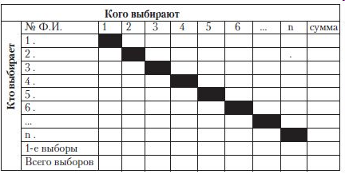 Кого выбирают
Кто выбирает
№ Ф.И. 1 2 3 4 5 6 ... n сумма
1 .
2 .
3 .
4 .
5 .
6 .
...
n .
1-е выборы
Всего выборов